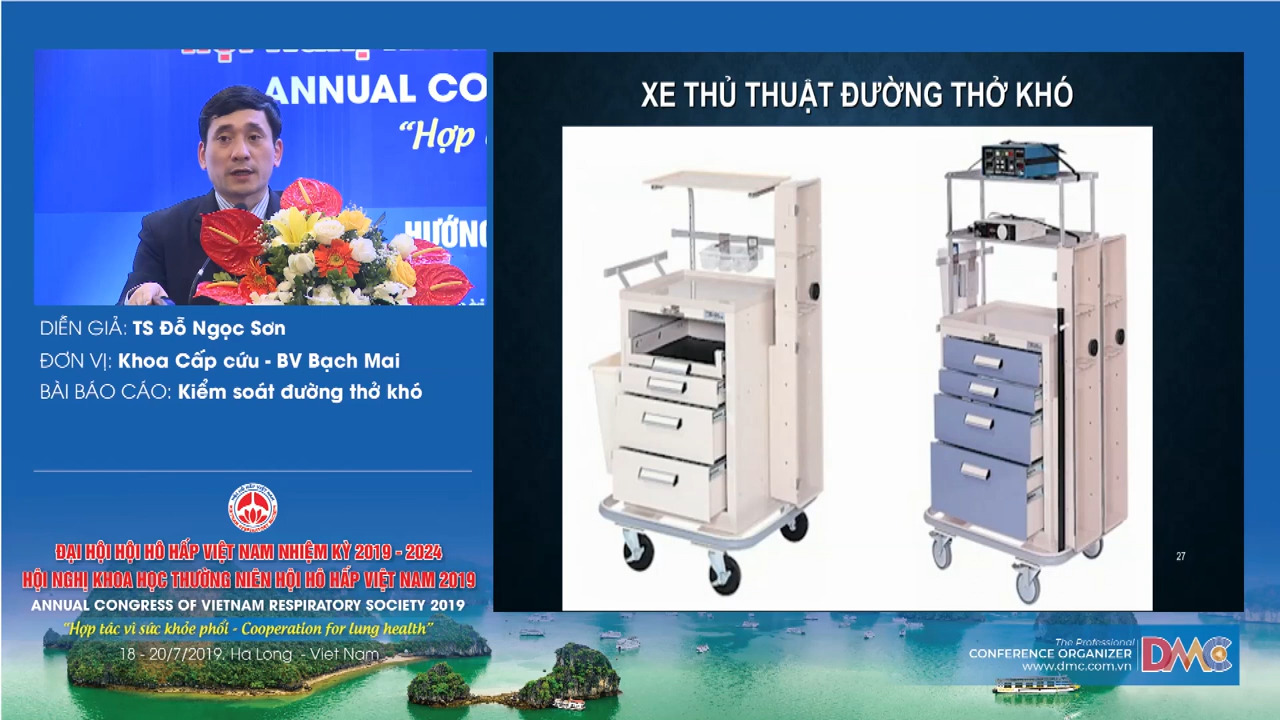 ANNUAL CO
“Hợp
HƯỚNG
XE THỦ THUẬT ĐƯỜNG THỞ KHÓ
27
DIỄN GIẢ: TS Đỗ Ngọc Sơn
ĐƠN VỊ: Khoa Cấp cứu - BV Bạch Mai
BÀI BÁO CÁO: Kiểm soát đường thở khó
ĐẠI HỘI HỘI HÔ HẤP VIỆT NAM NHIỆM KỲ 2019 - 2024
HỘI NGHỊ KHOA HỌC THƯỜNG NIÊN HỘI HÔ HẤP VIỆT NAM 2019
ANNUAL CONGRESS OF VIETNAM RESPIRATORY SOCIETY 2019
“Hợp tác vì sức khỏe phổi - Cooperation for lung health”
18 - 20/7/2019. Ha Long - Viet Nam
The Professional
CONFERENCE ORGANIZER
www.dmc.com.vn
DMC